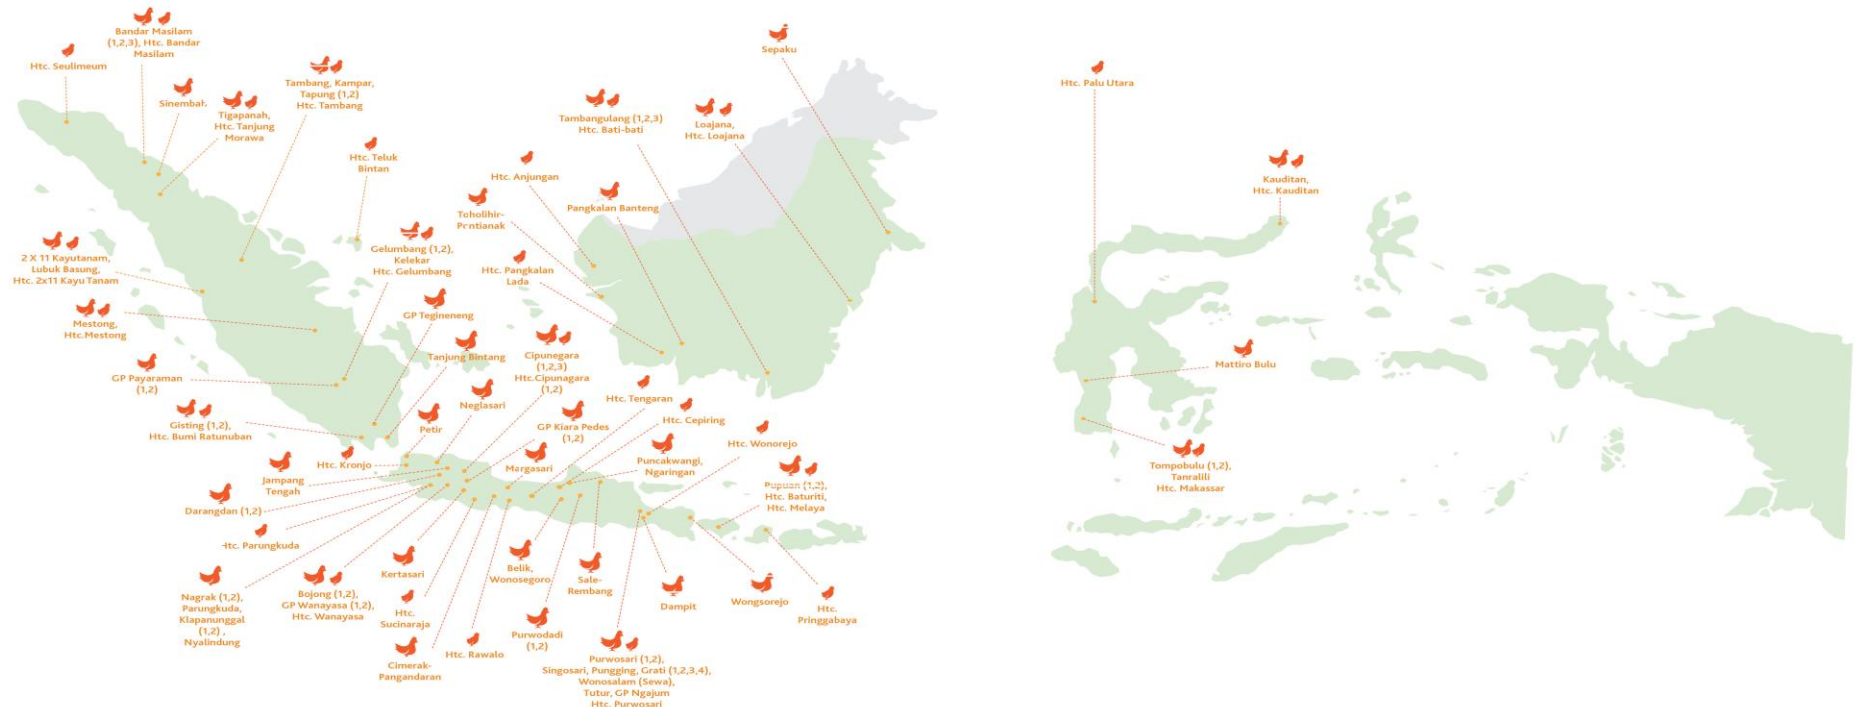 Htc. Seulimeum
Bandar Masilam
(1,2,3), Htc. Bandar
Masilam
Sinembah
Tigapanah,
Htc. Tanjung
Morawa
Tambang, Kampar,
Tapung (1,2)
Htc. Tambang
Htc. Teluk
Bintan
2 X 11 Kayutanam,
Lubuk Basung,
Htc. 2x11 Kayu Tanam
Mestong,
Htc.Mestong
GP Payaraman
(1,2)
Gisting (1,2),
Htc. Bumi Ratunuban
Gelumbang (1,2),
Kelekar
Htc. Gelumbang
GP Tegineneng
Tanjung Bintang
Neglasari
Petir
Htc. Kronjo
Jampang
Tengah
Darangdan (1,2)
Htc. Parungkuda
Nagrak (1,2),
Parungkuda,
Klapanunggal
(1,2) ,
Nyalindung
Bojong (1,2),
GP Wanayasa (1,2),
Htc. Wanayasa
Kertasari
Htc.
Sucinaraja
Cimerak-
Pangandaran
Htc. Rawalo
Cipunegara
(1,2,3)
Htc.Cipunagara
(1,2)
GP Kiara Pedes
(1,2)
Margasari
Htc. Tengaran
Htc. Cepiring
Puncakwangi,
Ngaringan
Htc. Wonorejo
Pupuan (1,2),
Htc. Baturiti,
Htc. Melaya
Belik,
Wonosegoro
Purwodadi
(1,2)
Sale-
Rembang
Purwosari (1,2),
Singosari, Pungging, Grati (1,2,3,4),
Wonosalam (Sewa),
Tutur, GP Ngajum
Htc. Purwosari
Dampit
Wongsorejo
Htc.
Pringgabaya
Htc. Anjungan
Toholihir-
Pontianak
Htc. Pangkalan
Lada
Pangkalan Banteng
Tambangulang (1,2,3)
Htc. Bati-bati
Loajana,
Htc. Loajana
Sepaku
Htc. Palu Utara
Kauditan,
Htc. Kauditan
Mattiro Bulu
Tompobulu (1,2),
Tanralili
Htc. Makassar